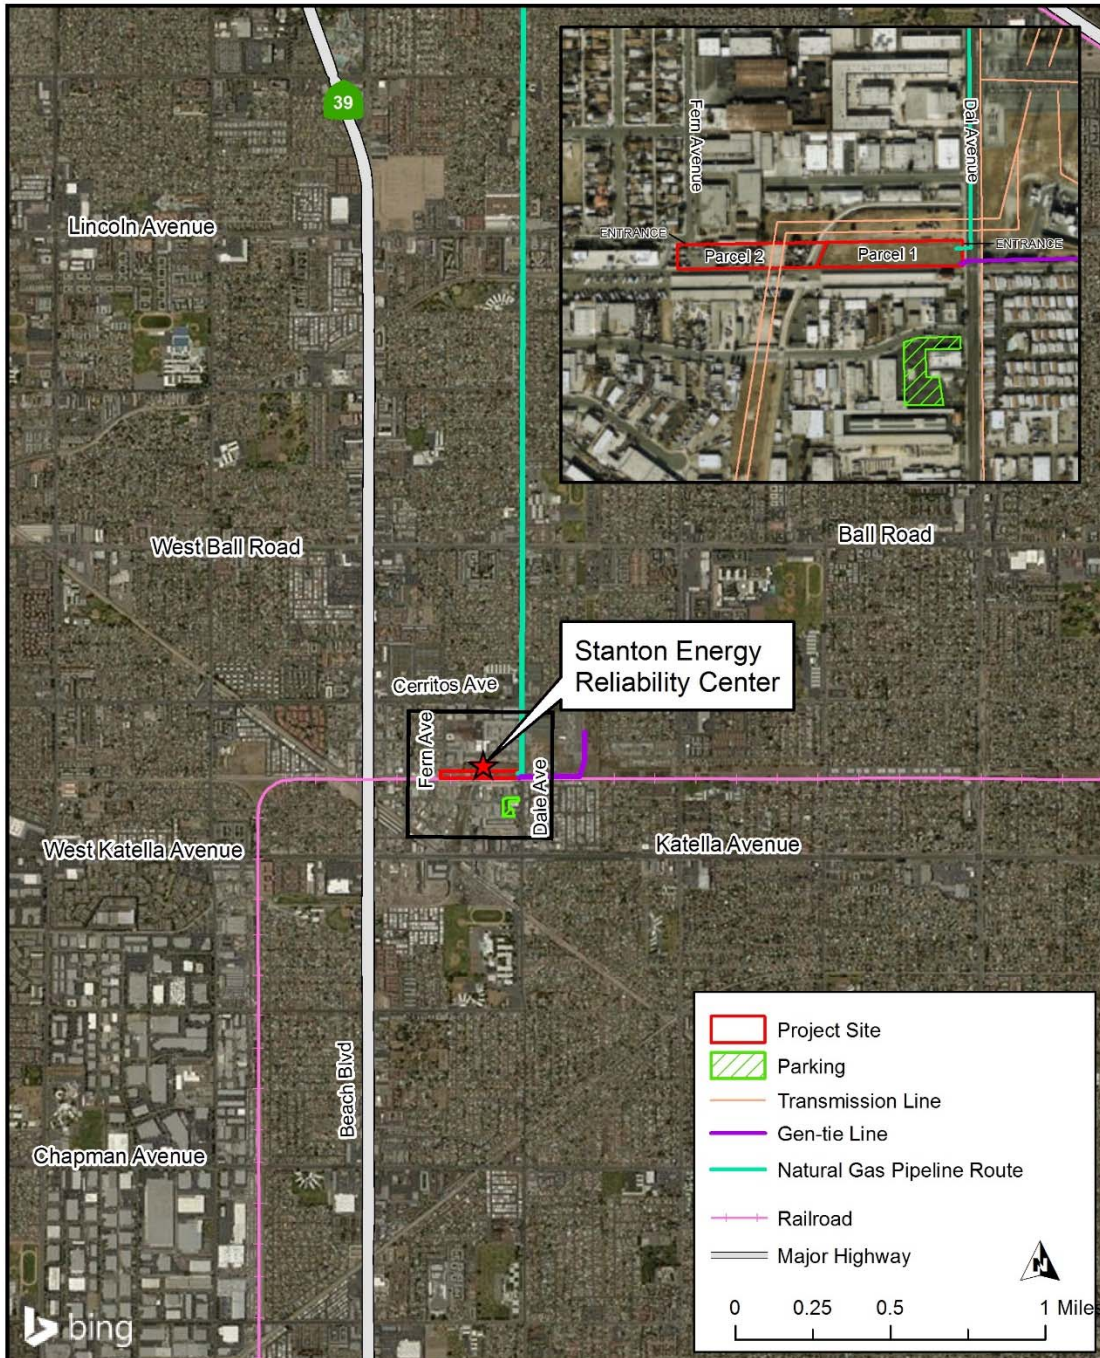 39
Lincoln Avenue
Fern Avenue
Dal Avenue
ENTRANCE
ENTRANCE
Parcel 2
Parcel 1
West Ball Road
Ball Road
Stanton Energy
Reliability Center
Cerritos Ave
Fern Ave
Dale Ave
West Katella Avenue
Katella Avenue
Beach Blvd
Chapman Avenue
Project Site
Parking
Transmission Line
Gen-tie Line
Natural Gas Pipeline Route
Railroad
Major Highway
N
0 0.25 0.5 1 Miles
bing